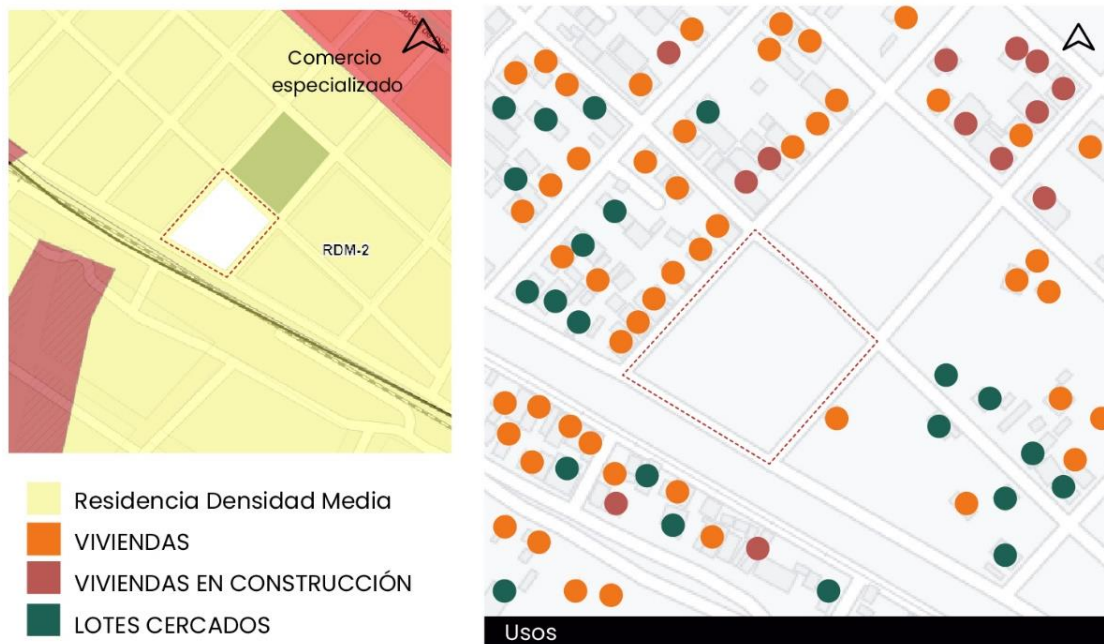 Comercio
especializado
RDM-2
Residencia Densidad Media
VIVIENDAS
VIVIENDAS EN CONSTRUCCIÓN
LOTES CERCADOS
Usos